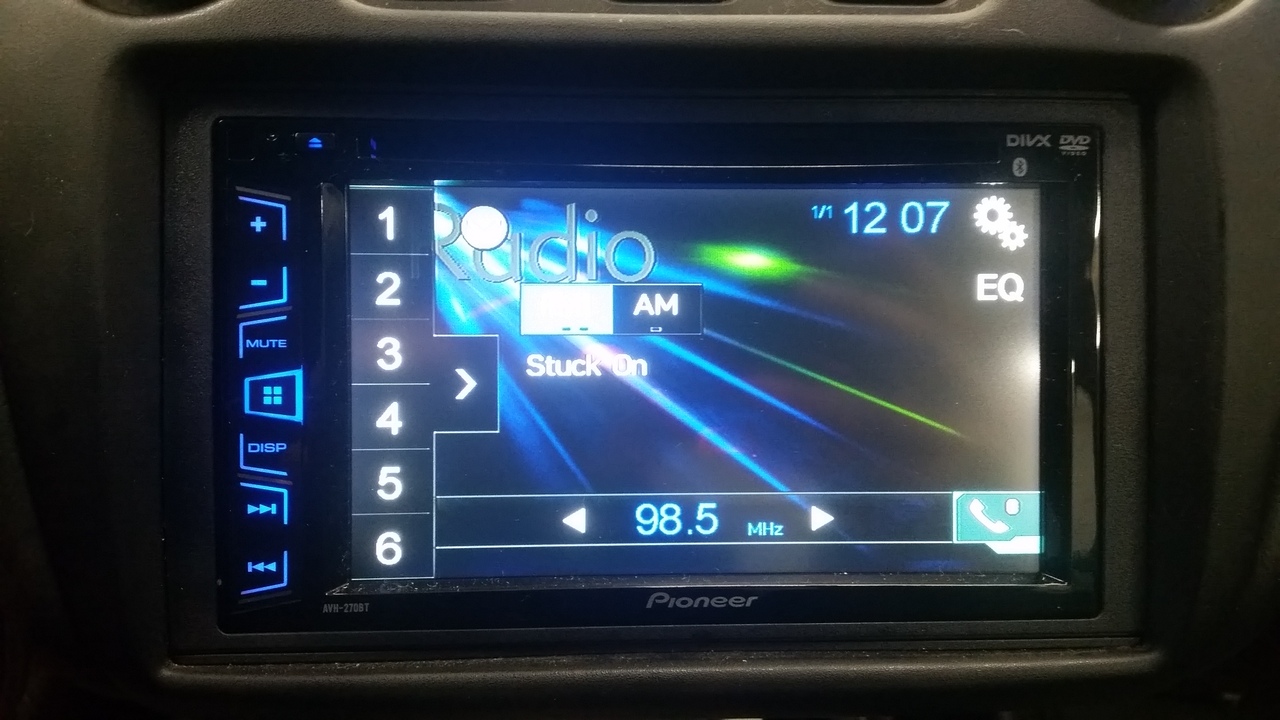 DIVX DVD
VIDEO
1 Radio 1/1 12 07
2 EQ
AM
MUTE
3 Stuck On
4
DISP
5
98.5 MHz
6
AVH-270BT Pioneer